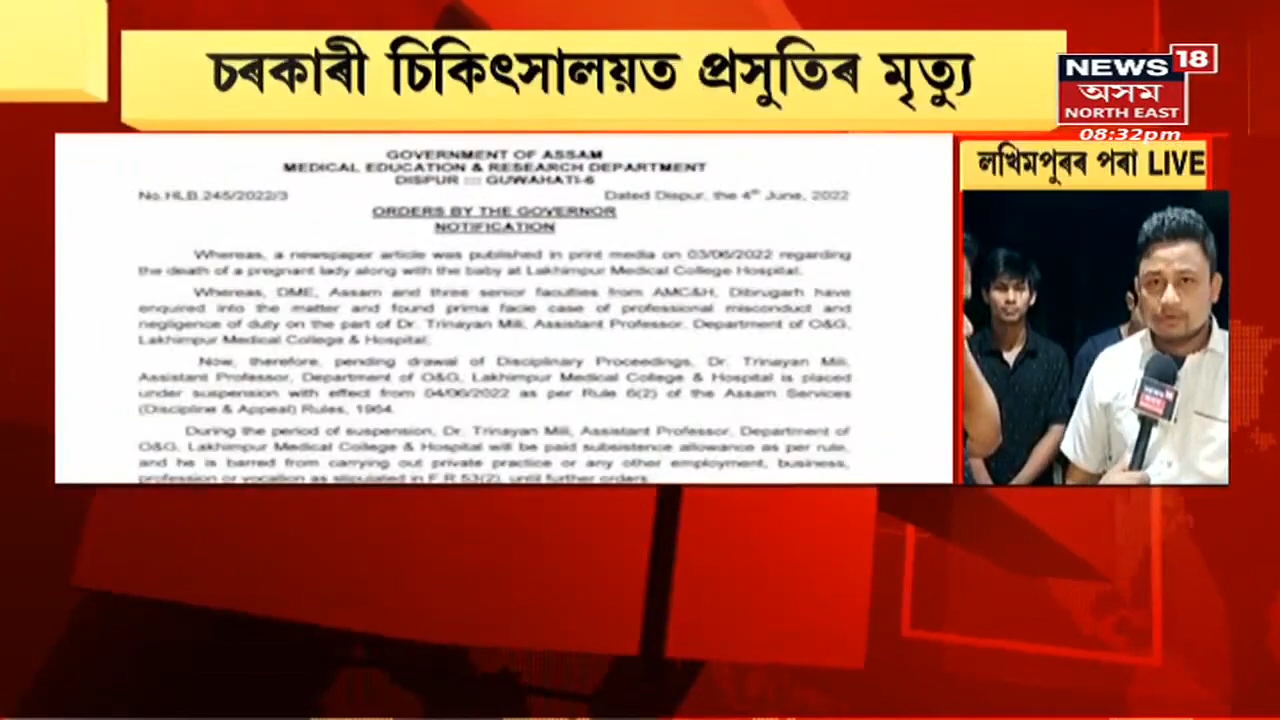 চৰকাৰী চিকিৎসালয়ত প্ৰসুতিৰ মৃত্যু
NEWS 18
অসম
NORTH EAST
08:32pm
লখিমপুৰৰ পৰা LIVE
GOVERNMENT OF ASSAM
MEDICAL EDUCATION & RESEARCH DEPARTMENT
DISPUR ::: GUWAHATI-6
No.HLB.245/2022/3 Dated Dispur, the 4th June, 2022
ORDERS BY THE GOVERNOR
NOTIFICATION
Whereas, a newspaper article was published in print media on 03/06/2022 regarding
the death of a pregnant lady along with the baby at Lakhimpur Medical College Hospital.
Whereas, DME, Assam and three senior faculties from AMC&H, Dibrugarh have
enquired into the matter and found prima facie case of professional misconduct and
negligence of duty on the part of Dr. Trinayan Mili, Assistant Professor, Department of O&G,
Lakhimpur Medical College & Hospital.
Now, therefore, pending drawal of Disciplinary Proceedings, Dr. Trinayan Mili,
Assistant Professor, Department of O&G, Lakhimpur Medical College & Hospital is placed
under suspension with effect from 04/06/2022 as per Rule 6(2) of the Assam Services
(Discipline & Appeal) Rules, 1964.
During the period of suspension, Dr. Trinayan Mili, Assistant Professor, Department of
O&G, Lakhimpur Medical College & Hospital will be paid subsistence allowance as per rule,
and he is barred from carrying out private practice or any other employment, business,
profession or vocation as stipulated in F.R.53(2), until further orders.